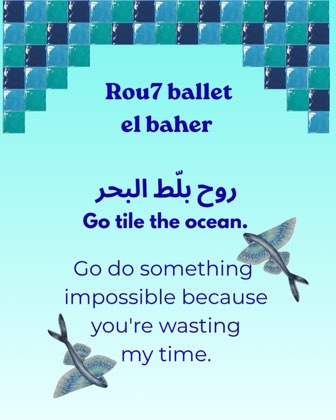 Rou7 ballet
el baher
روح بلّط البحر
Go tile the ocean.
Go do something
impossible because
you're wasting
my time.